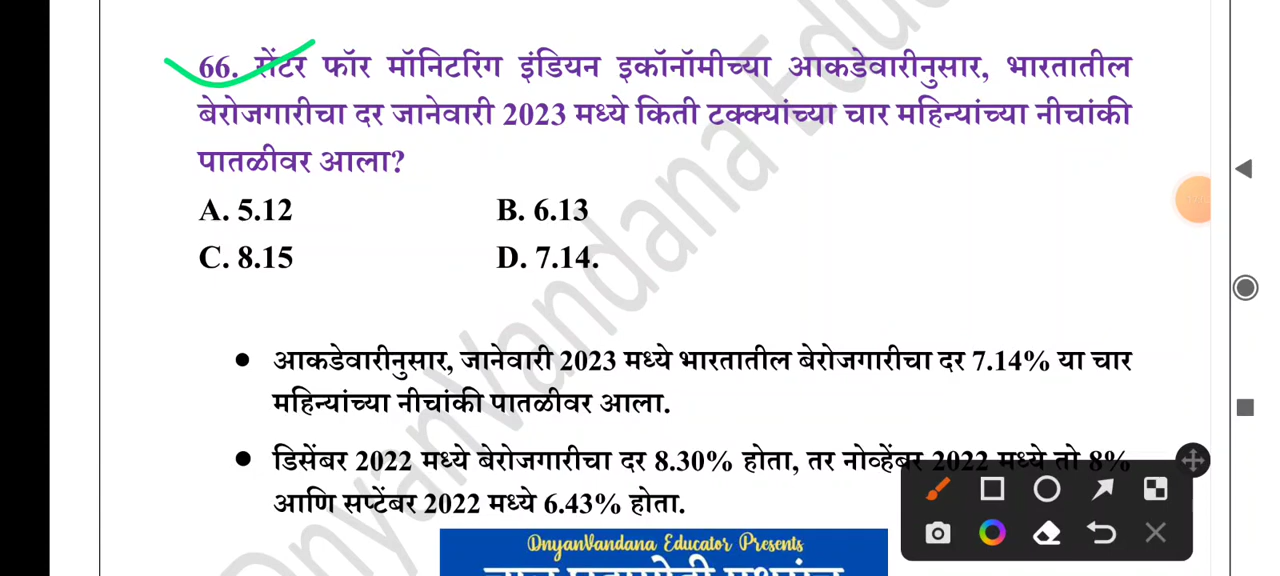 66. सेंटर फॉर मॉनिटरिंग इंडियन इकॉनॉमीच्या आकडेवारीनुसार, भारतातील
बेरोजगारीचा दर जानेवारी 2023 मध्ये किती टक्क्यांच्या चार महिन्यांच्या नीचांकी
पातळीवर आला?
A. 5.12 B. 6.13
C. 8.15 D. 7.14.
● आकडेवारीनुसार, जानेवारी 2023 मध्ये भारतातील बेरोजगारीचा दर 7.14% या चार
महिन्यांच्या नीचांकी पातळीवर आला.
● डिसेंबर 2022 मध्ये बेरोजगारीचा दर 8.30% होता, तर नोव्हेंबर 2022 मध्ये तो 8%
आणि सप्टेंबर 2022 मध्ये 6.43% होता.
DnyanVandana Educator Presents
DnyanVandana Educ